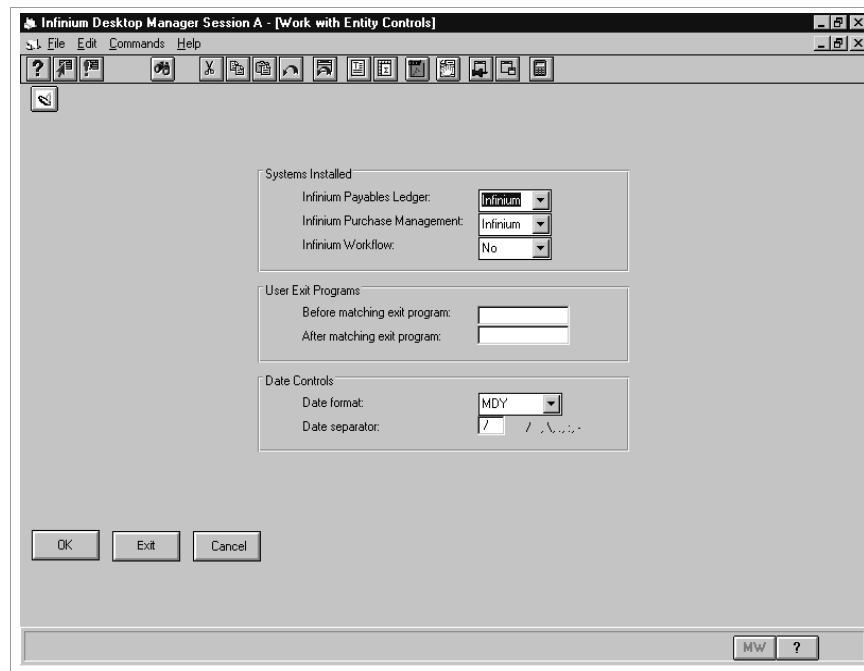 Infinium Desktop Manager Session A - [Work with Entity Controls]
File Edit Commands Help
?
Systems Installed
Infinium Payables Ledger: Infinium
Infinium Purchase Management: Infinium
Infinium Workflow: No
User Exit Programs
Before matching exit program:
After matching exit program:
Date Controls
Date format: MDY
Date separator: / / ,\,.,:,-
OK Exit Cancel
MW ?